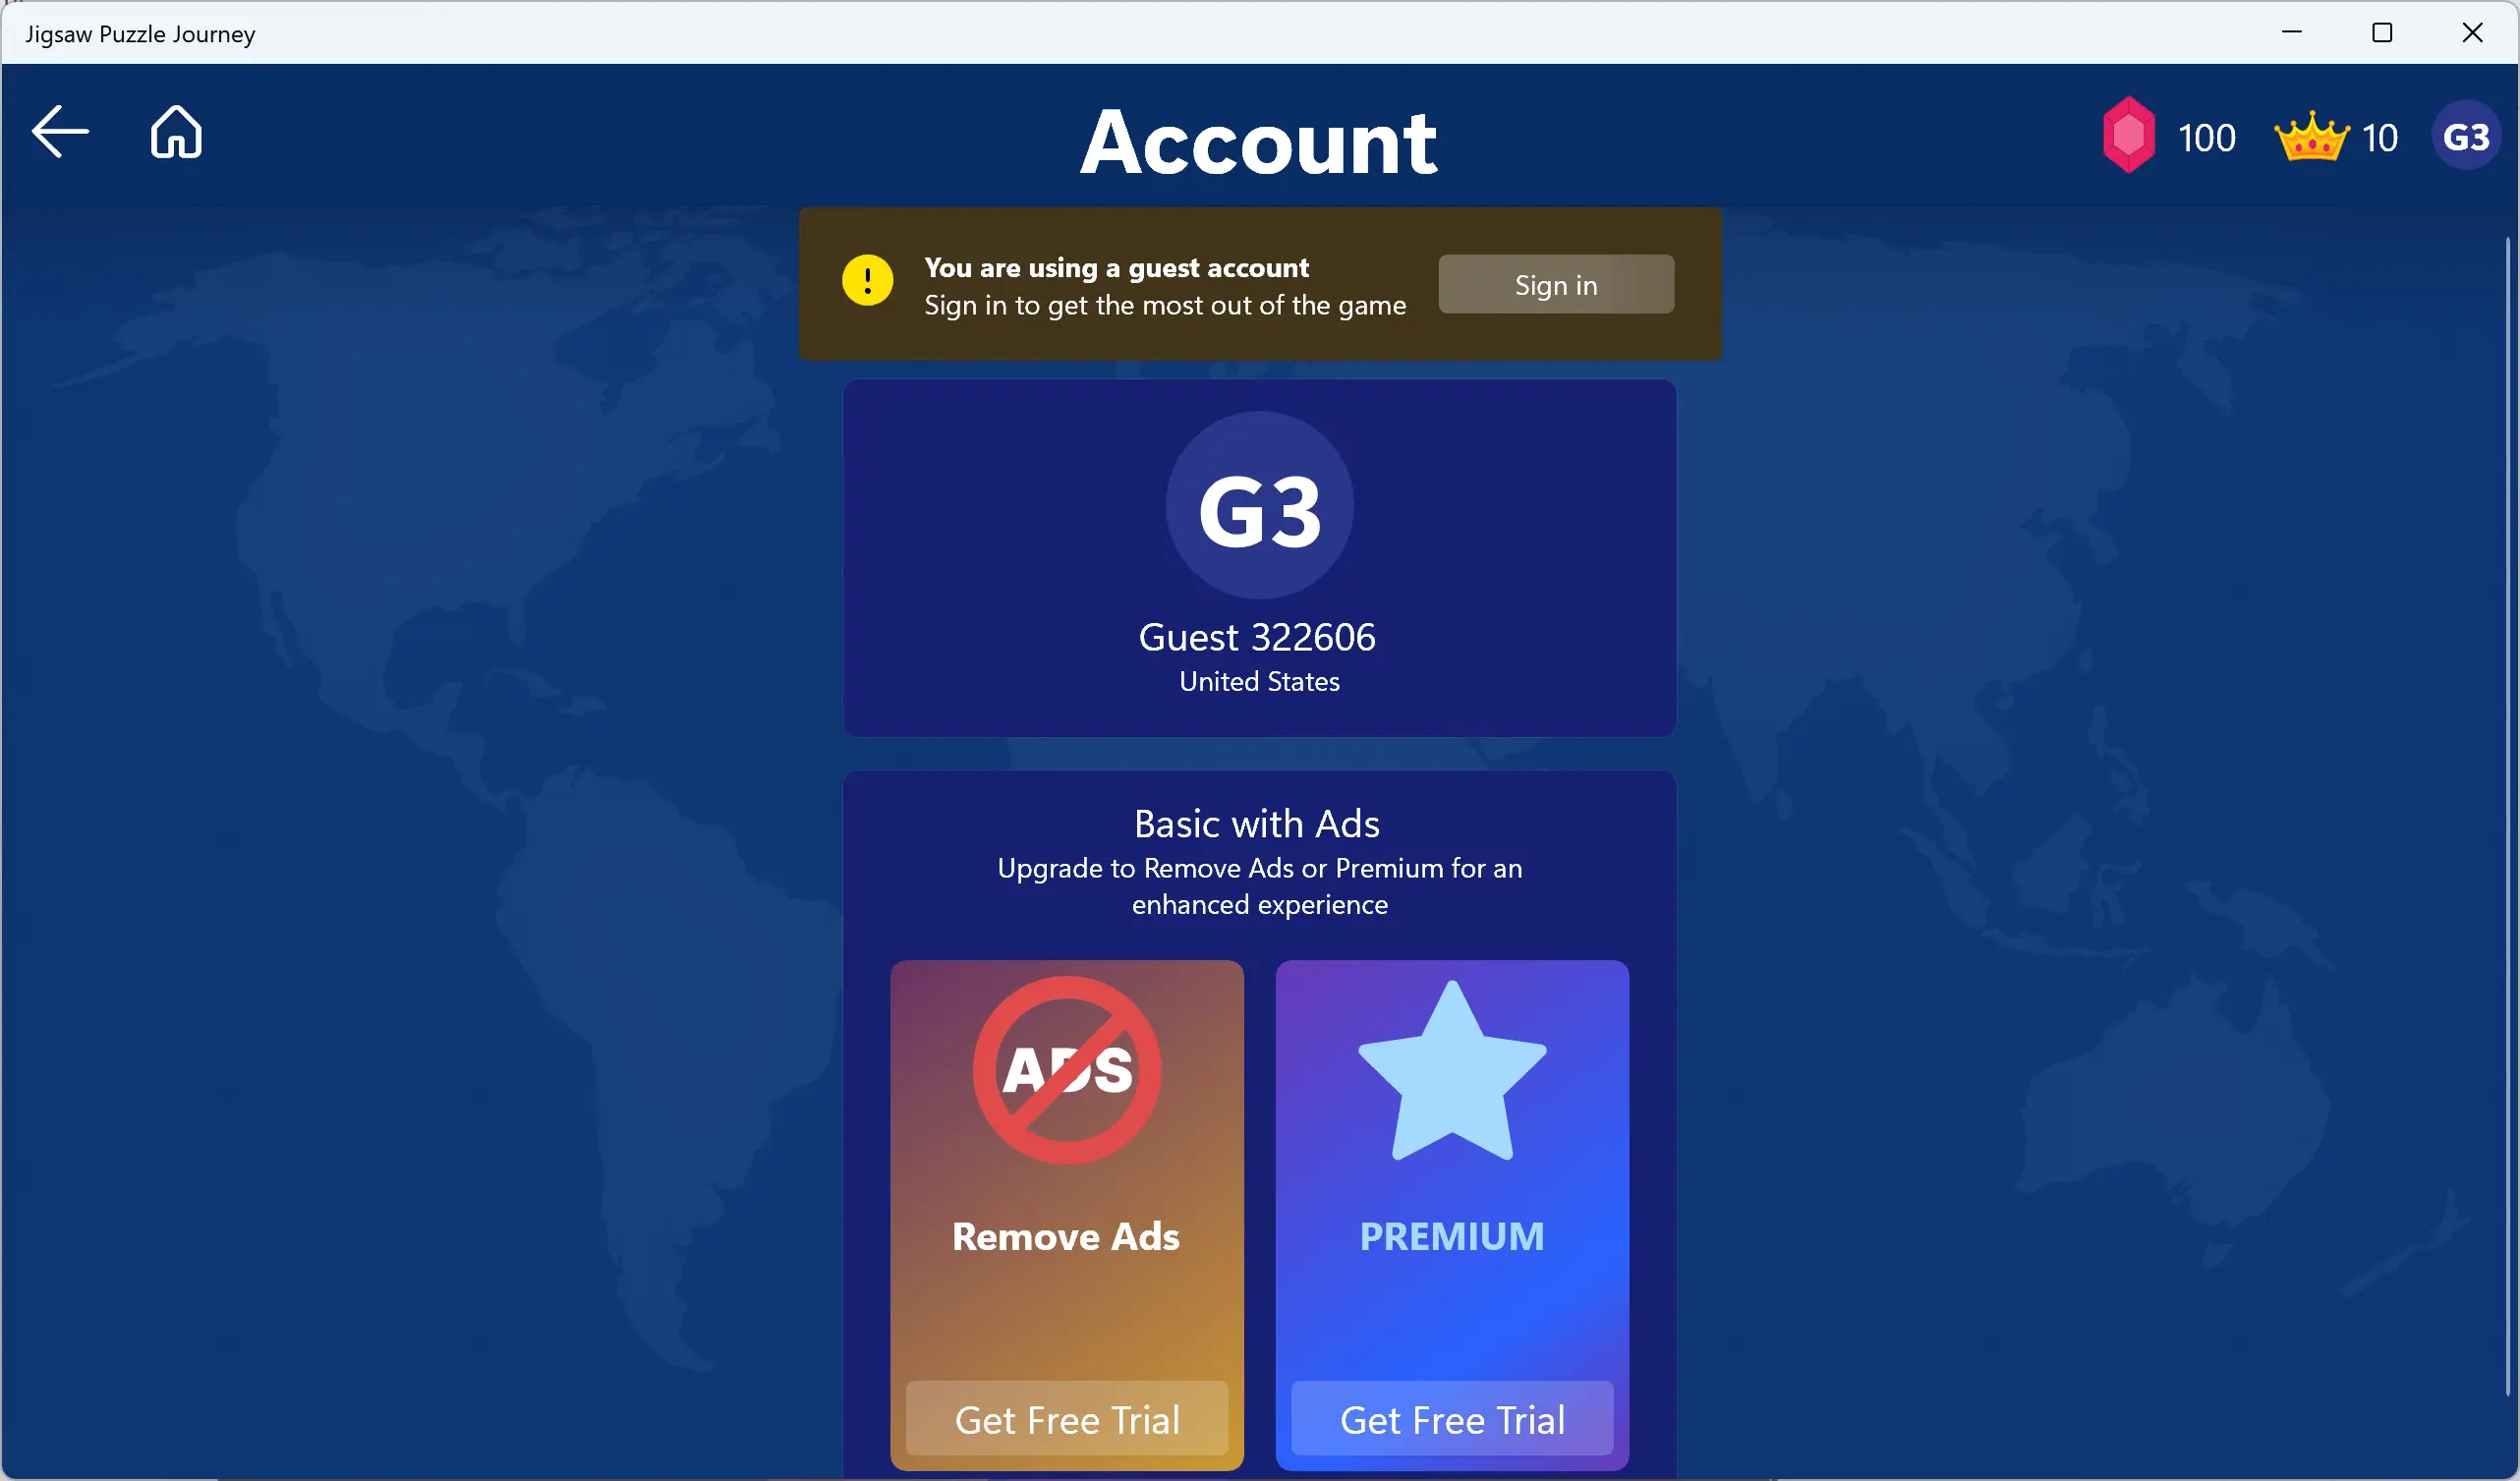 Jigsaw Puzzle Journey
Account
100
10
G3
You are using a guest account
Sign in to get the most out of the game
Sign in
G3
Guest 322606
United States
Basic with Ads
Upgrade to Remove Ads or Premium for an
enhanced experience
ADS
Remove Ads
Get Free Trial
PREMIUM
Get Free Trial